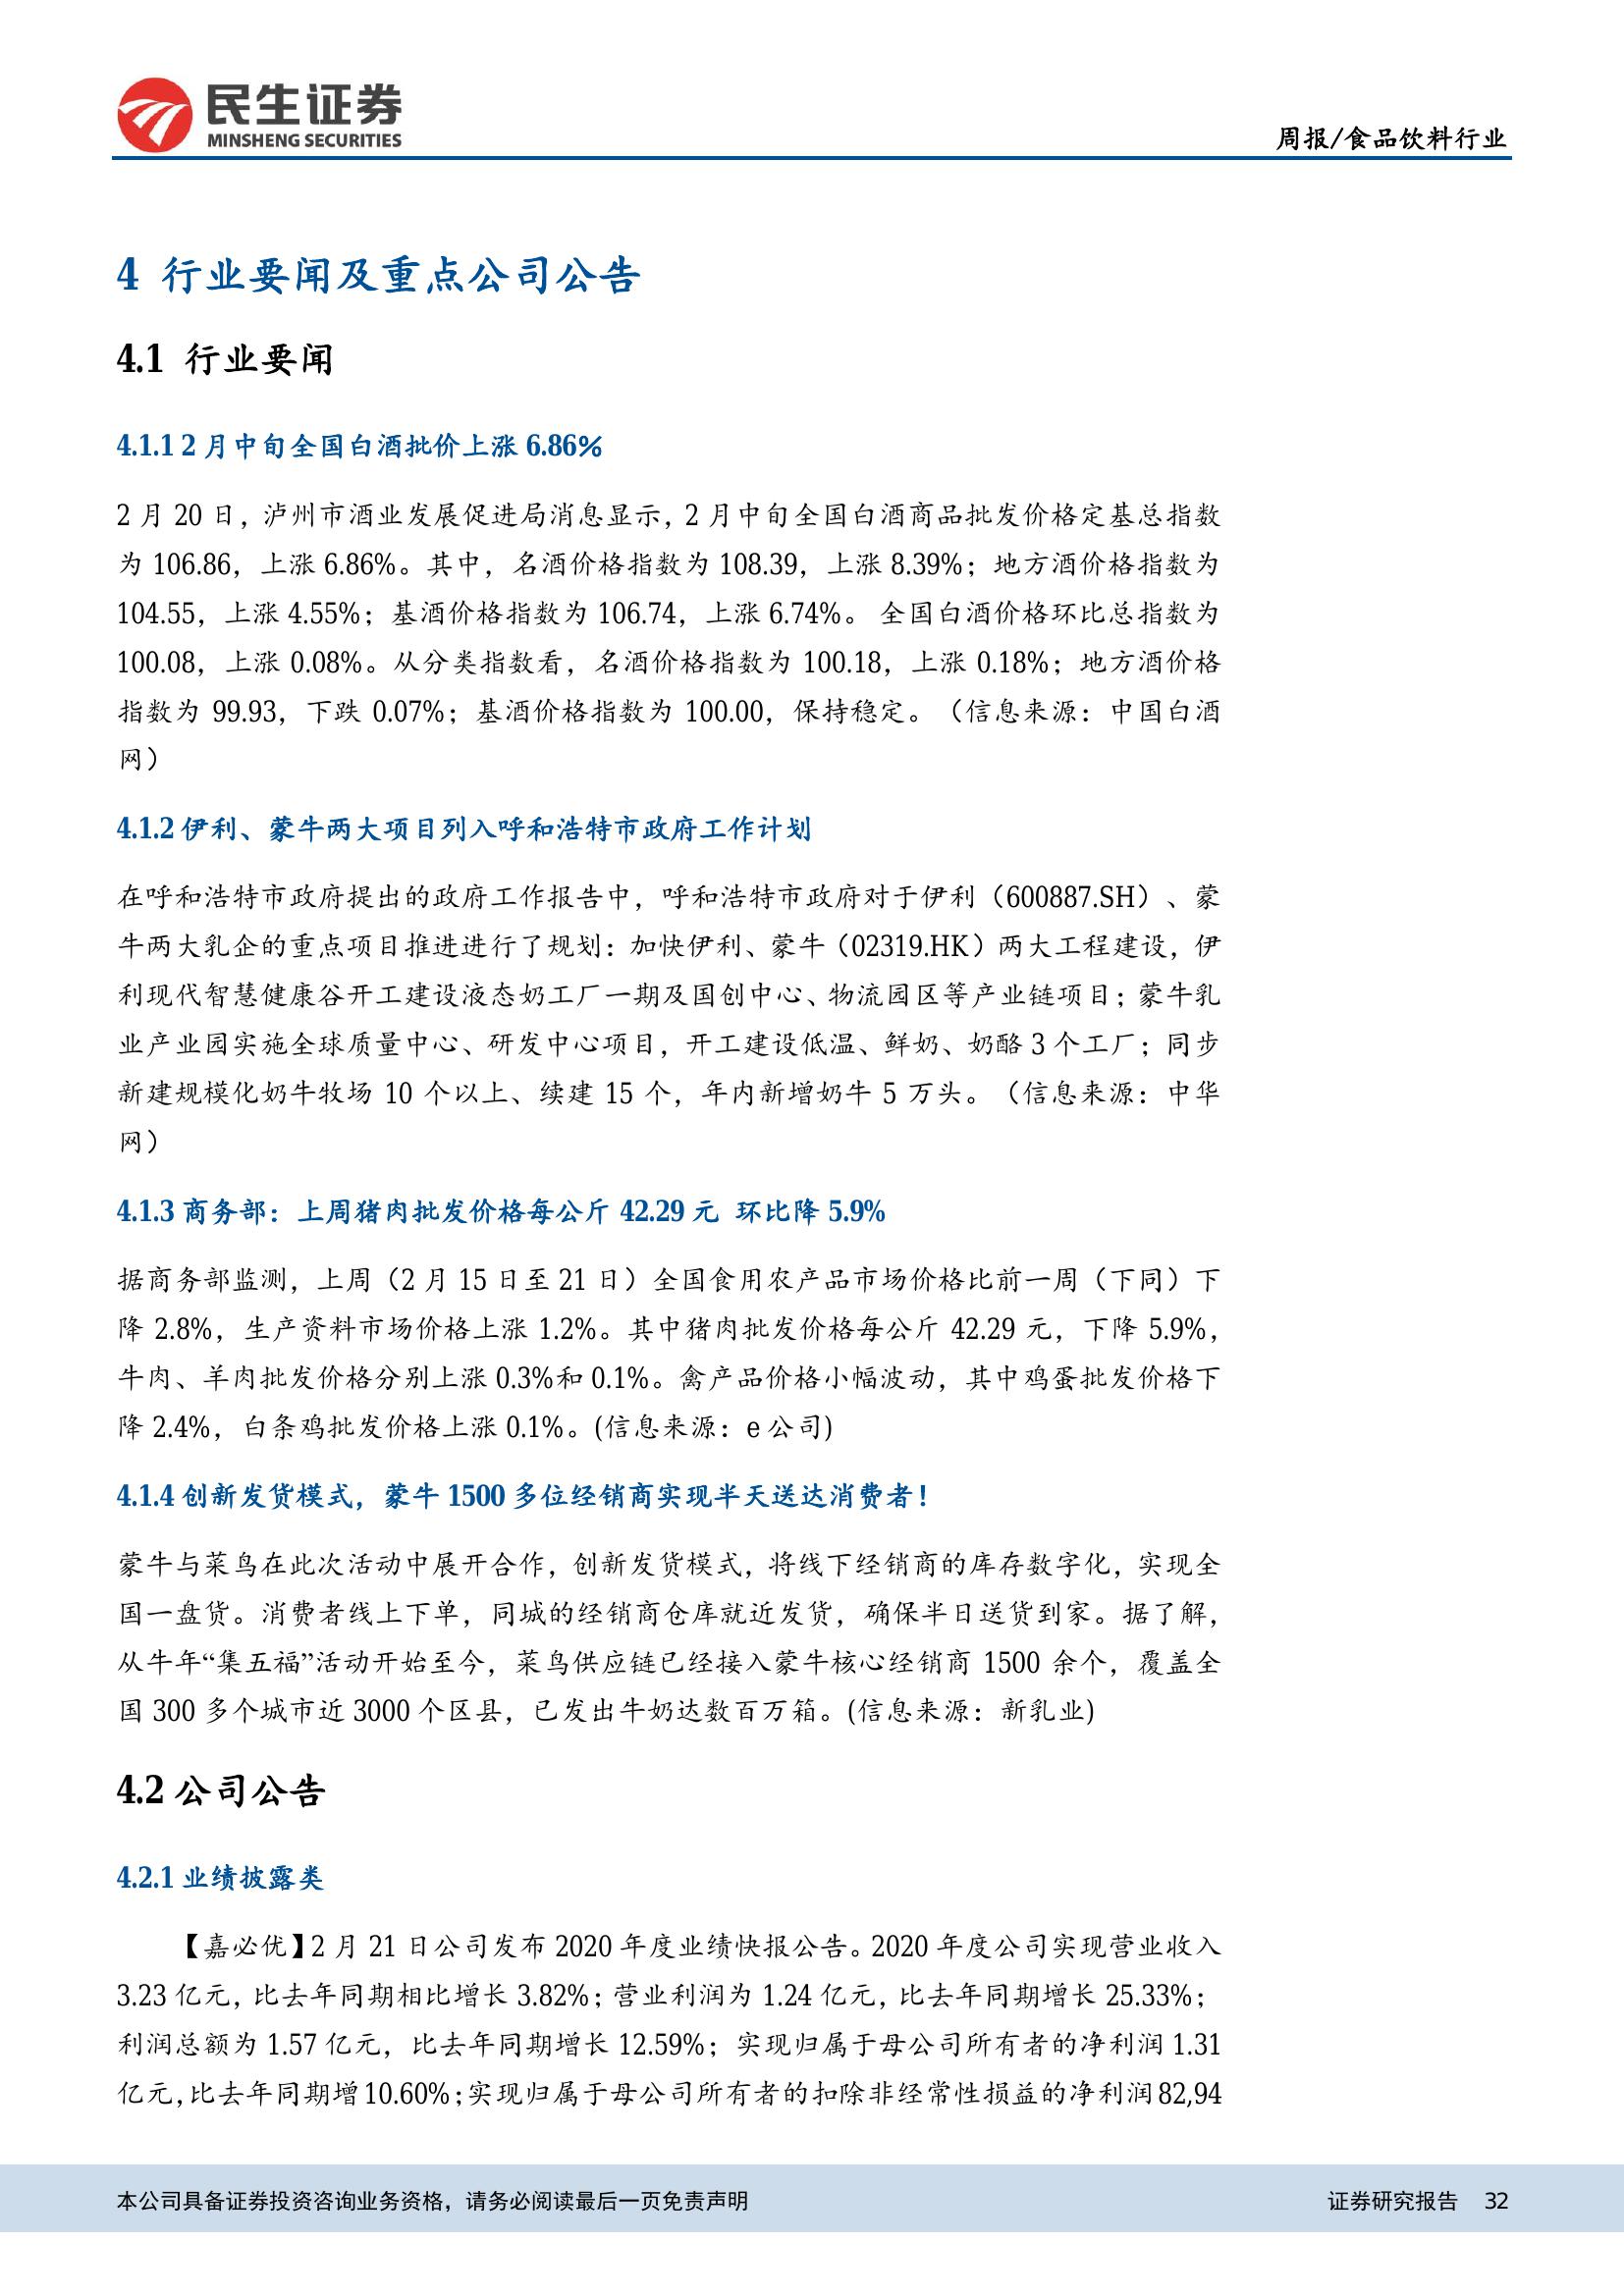 民生证券
MINSHENG SECURITIES
周报/食品饮料行业
4 行业要闻及重点公司公告
4.1 行业要闻
4.1.1 2 月中旬全国白酒批价上涨 6.86%
2 月 20 日，泸州市酒业发展促进局消息显示，2 月中旬全国白酒商品批发价格定基总指数
为 106.86，上涨 6.86%。其中，名酒价格指数为 108.39，上涨 8.39%；地方酒价格指数为
104.55，上涨 4.55%；基酒价格指数为 106.74，上涨 6.74%。 全国白酒价格环比总指数为
100.08，上涨 0.08%。从分类指数看，名酒价格指数为 100.18，上涨 0.18%；地方酒价格
指数为 99.93，下跌 0.07%；基酒价格指数为 100.00，保持稳定。（信息来源：中国白酒
网）
4.1.2 伊利、蒙牛两大项目列入呼和浩特市政府工作计划
在呼和浩特市政府提出的政府工作报告中，呼和浩特市政府对于伊利（600887.SH）、蒙
牛两大乳企的重点项目推进进行了规划：加快伊利、蒙牛（02319.HK）两大工程建设，伊
利现代智慧健康谷开工建设液态奶工厂一期及国创中心、物流园区等产业链项目；蒙牛乳
业产业园实施全球质量中心、研发中心项目，开工建设低温、鲜奶、奶酪 3 个工厂；同步
新建规模化奶牛牧场 10 个以上、续建 15 个，年内新增奶牛 5 万头。（信息来源：中华
网）
4.1.3 商务部：上周猪肉批发价格每公斤 42.29 元 环比降 5.9%
据商务部监测，上周（2 月 15 日至 21 日）全国食用农产品市场价格比前一周（下同）下
降 2.8%，生产资料市场价格上涨 1.2%。其中猪肉批发价格每公斤 42.29 元，下降 5.9%，
牛肉、羊肉批发价格分别上涨 0.3%和 0.1%。禽产品价格小幅波动，其中鸡蛋批发价格下
降 2.4%，白条鸡批发价格上涨 0.1%。(信息来源：e 公司)
4.1.4 创新发货模式，蒙牛 1500 多位经销商实现半天送达消费者！
蒙牛与菜鸟在此次活动中展开合作，创新发货模式，将线下经销商的库存数字化，实现全
国一盘货。消费者线上下单，同城的经销商仓库就近发货，确保半日送货到家。据了解，
从牛年“集五福”活动开始至今，菜鸟供应链已经接入蒙牛核心经销商 1500 余个，覆盖全
国 300 多个城市近 3000 个区县，已发出牛奶达数百万箱。(信息来源：新乳业)
4.2 公司公告
4.2.1 业绩披露类
【嘉必优】2 月 21 日公司发布 2020 年度业绩快报公告。2020 年度公司实现营业收入
3.23 亿元，比去年同期相比增长 3.82%；营业利润为 1.24 亿元，比去年同期增长 25.33%；
利润总额为 1.57 亿元，比去年同期增长 12.59%；实现归属于母公司所有者的净利润 1.31
亿元，比去年同期增 10.60%；实现归属于母公司所有者的扣除非经常性损益的净利润 82,94
本公司具备证券投资咨询业务资格，请务必阅读最后一页免责声明
证券研究报告 32